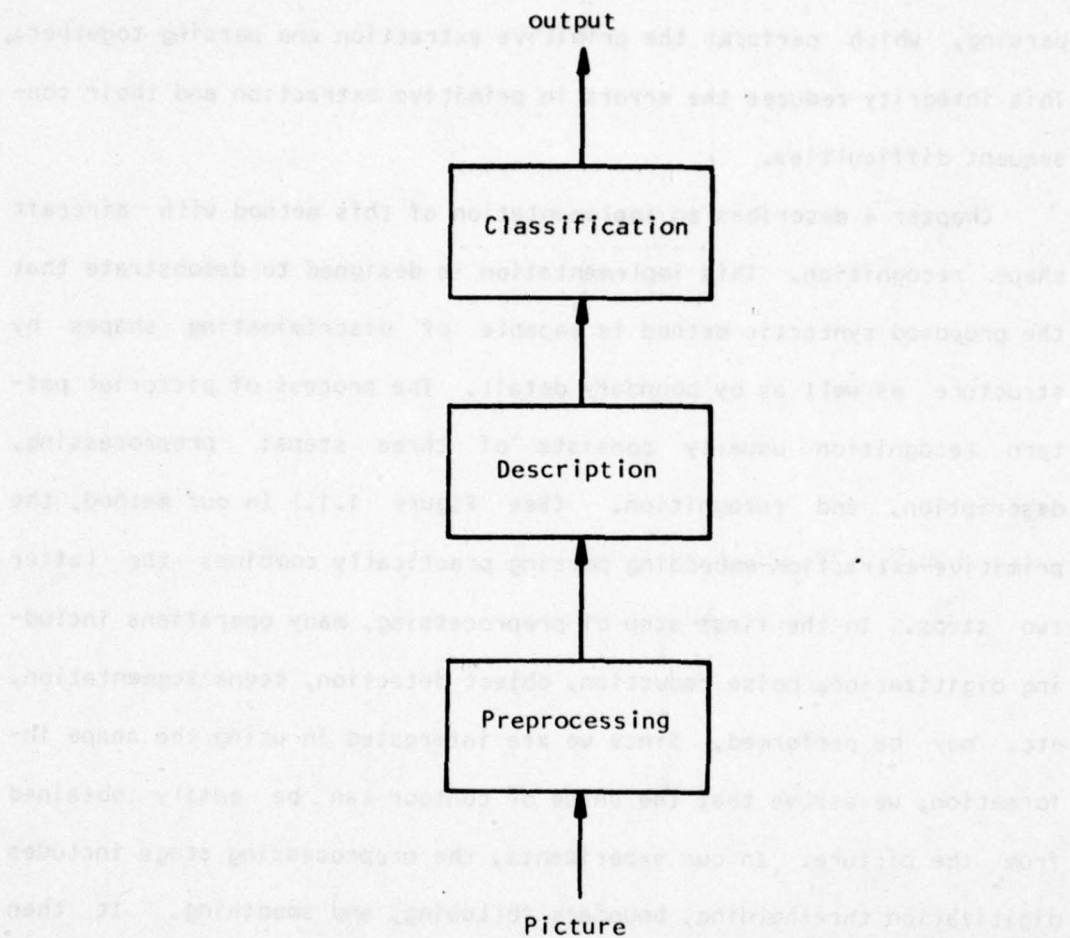 output
parsing, which performs the primitive extraction and parsing together.
This integrity reduces the errors in primitive extraction and their con-
sequent difficulties.
Chapter 4 describes an implementation of this method with aircraft
Classification
shape recognition. This implementation is designed to demonstrate that
the proposed syntactic method is capable of discriminating shapes by
structure as well as by boundary detail. The process of pictorial pat-
tern recognition usually consists of three steps: preprocessing,
Description
description, and recognition. (See Figure 1.1.) In our method, the
primitive-extraction-embedding parsing practically combines the latter
two steps. In the first step of preprocessing, many operations includ-
ing digitization, noise reduction, object detection, scene segmentation,
Preprocessing
etc. may be performed. Since we are interested in using the shape in-
formation, we assume that the shape of contour can be easily obtained
from the picture. In our experiments, the preprocessing stage includes
digitization thresholding, boundary following, and smoothing. It then
Picture